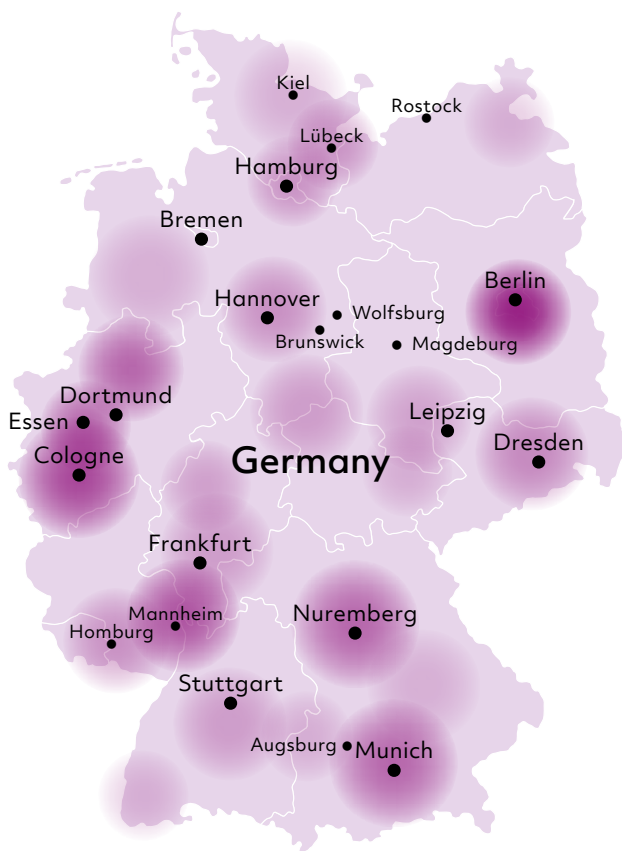 Kiel
Rostock
Lübeck
Hamburg
Bremen
Berlin
Hannover
Wolfsburg
Brunswick
Magdeburg
Dortmund
Essen
Leipzig
Cologne
Dresden
Germany
Frankfurt
Mannheim
Nuremberg
Homburg
Stuttgart
Augsburg
Munich